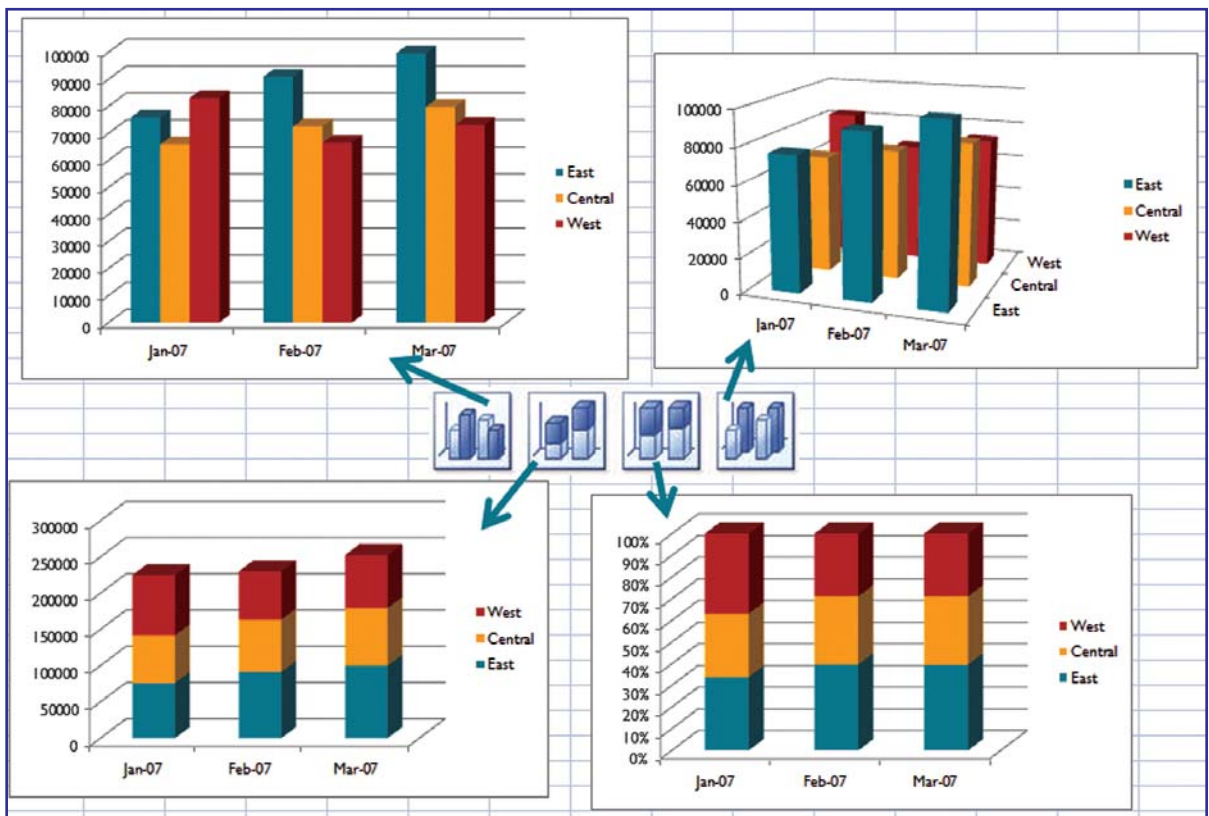 100000
90000
80000
70000
60000
50000
40000
30000
20000
10000
0
Jan-07 Feb-07 Mar-07
East
Central
West
100000
80000
60000
40000
20000
0
Jan-07
Feb-07
Mar-07
West
Central
East
East
Central
West
300000
250000
200000
150000
100000
50000
0
Jan-07 Feb-07 Mar-07
West
Central
East
100%
90%
80%
70%
60%
50%
40%
30%
20%
10%
0%
Jan-07 Feb-07 Mar-07
West
Central
East